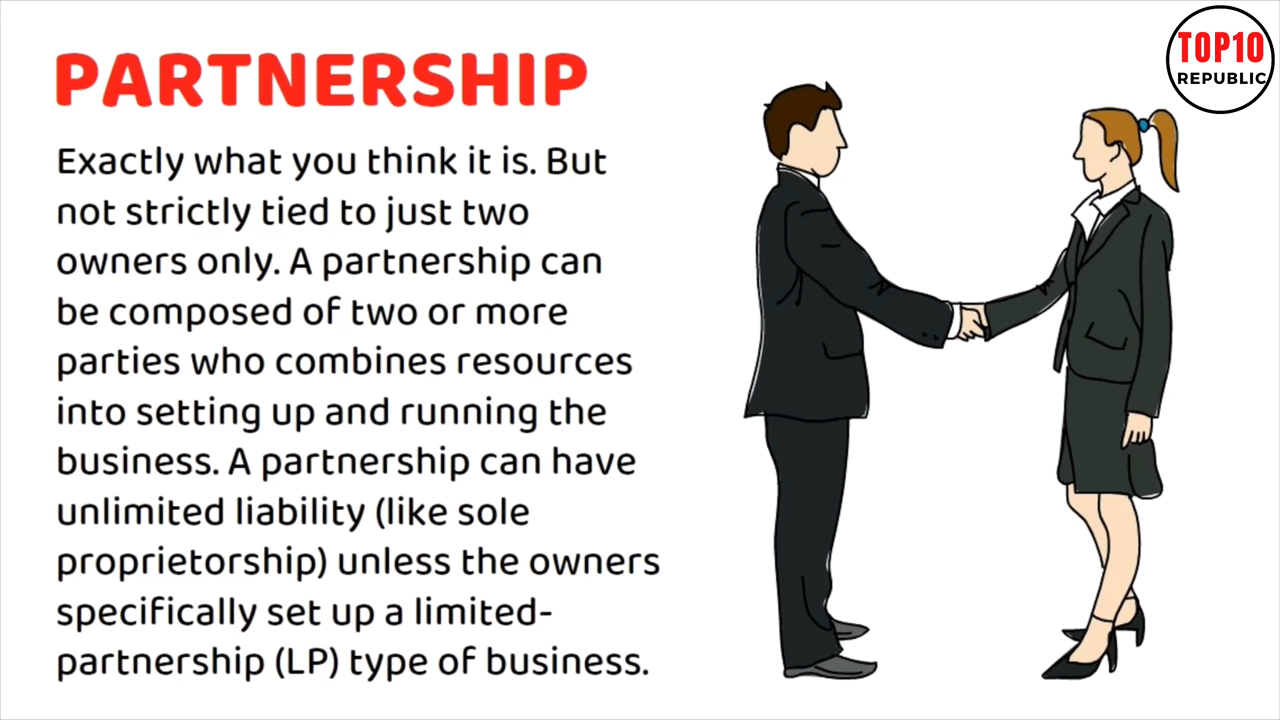 PARTNERSHIP
Exactly what you think it is. But
not strictly tied to just two
owners only. A partnership can
be composed of two or more
parties who combines resources
into setting up and running the
business. A partnership can have
unlimited liability (like sole
proprietorship) unless the owners
specifically set up a limited-
partnership (LP) type of business.
TOP10
REPUBLIC